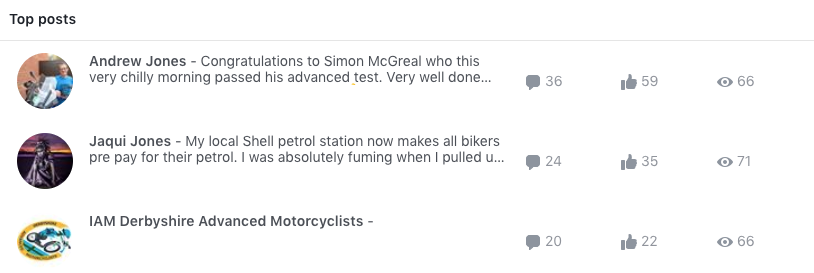 Top posts
Andrew Jones - Congratulations to Simon McGreal who this
very chilly morning passed his advanced test. Very well done...
36 59 66
Jaqui Jones - My local Shell petrol station now makes all bikers
pre pay for their petrol. I was absolutely fuming when I pulled u...
24 35 71
IAM Derbyshire Advanced Motorcyclists -
20 22 66